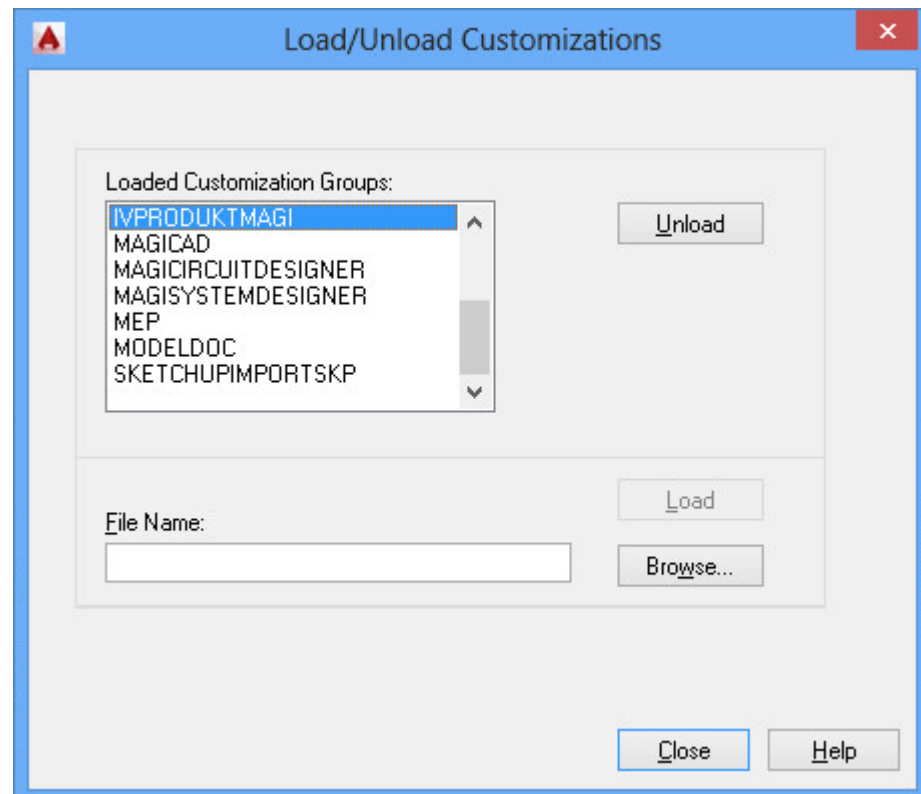 Load/Unload Customizations
Loaded Customization Groups:
IVPRODUKTMAGI
MAGICAD
MAGICIRCUITDESIGNER
MAGISYSTEMDESIGNER
MEP
MODELDOC
SKETCHUPIMPORTSKP
Unload
Load
File Name:
Browse...
Close
Help